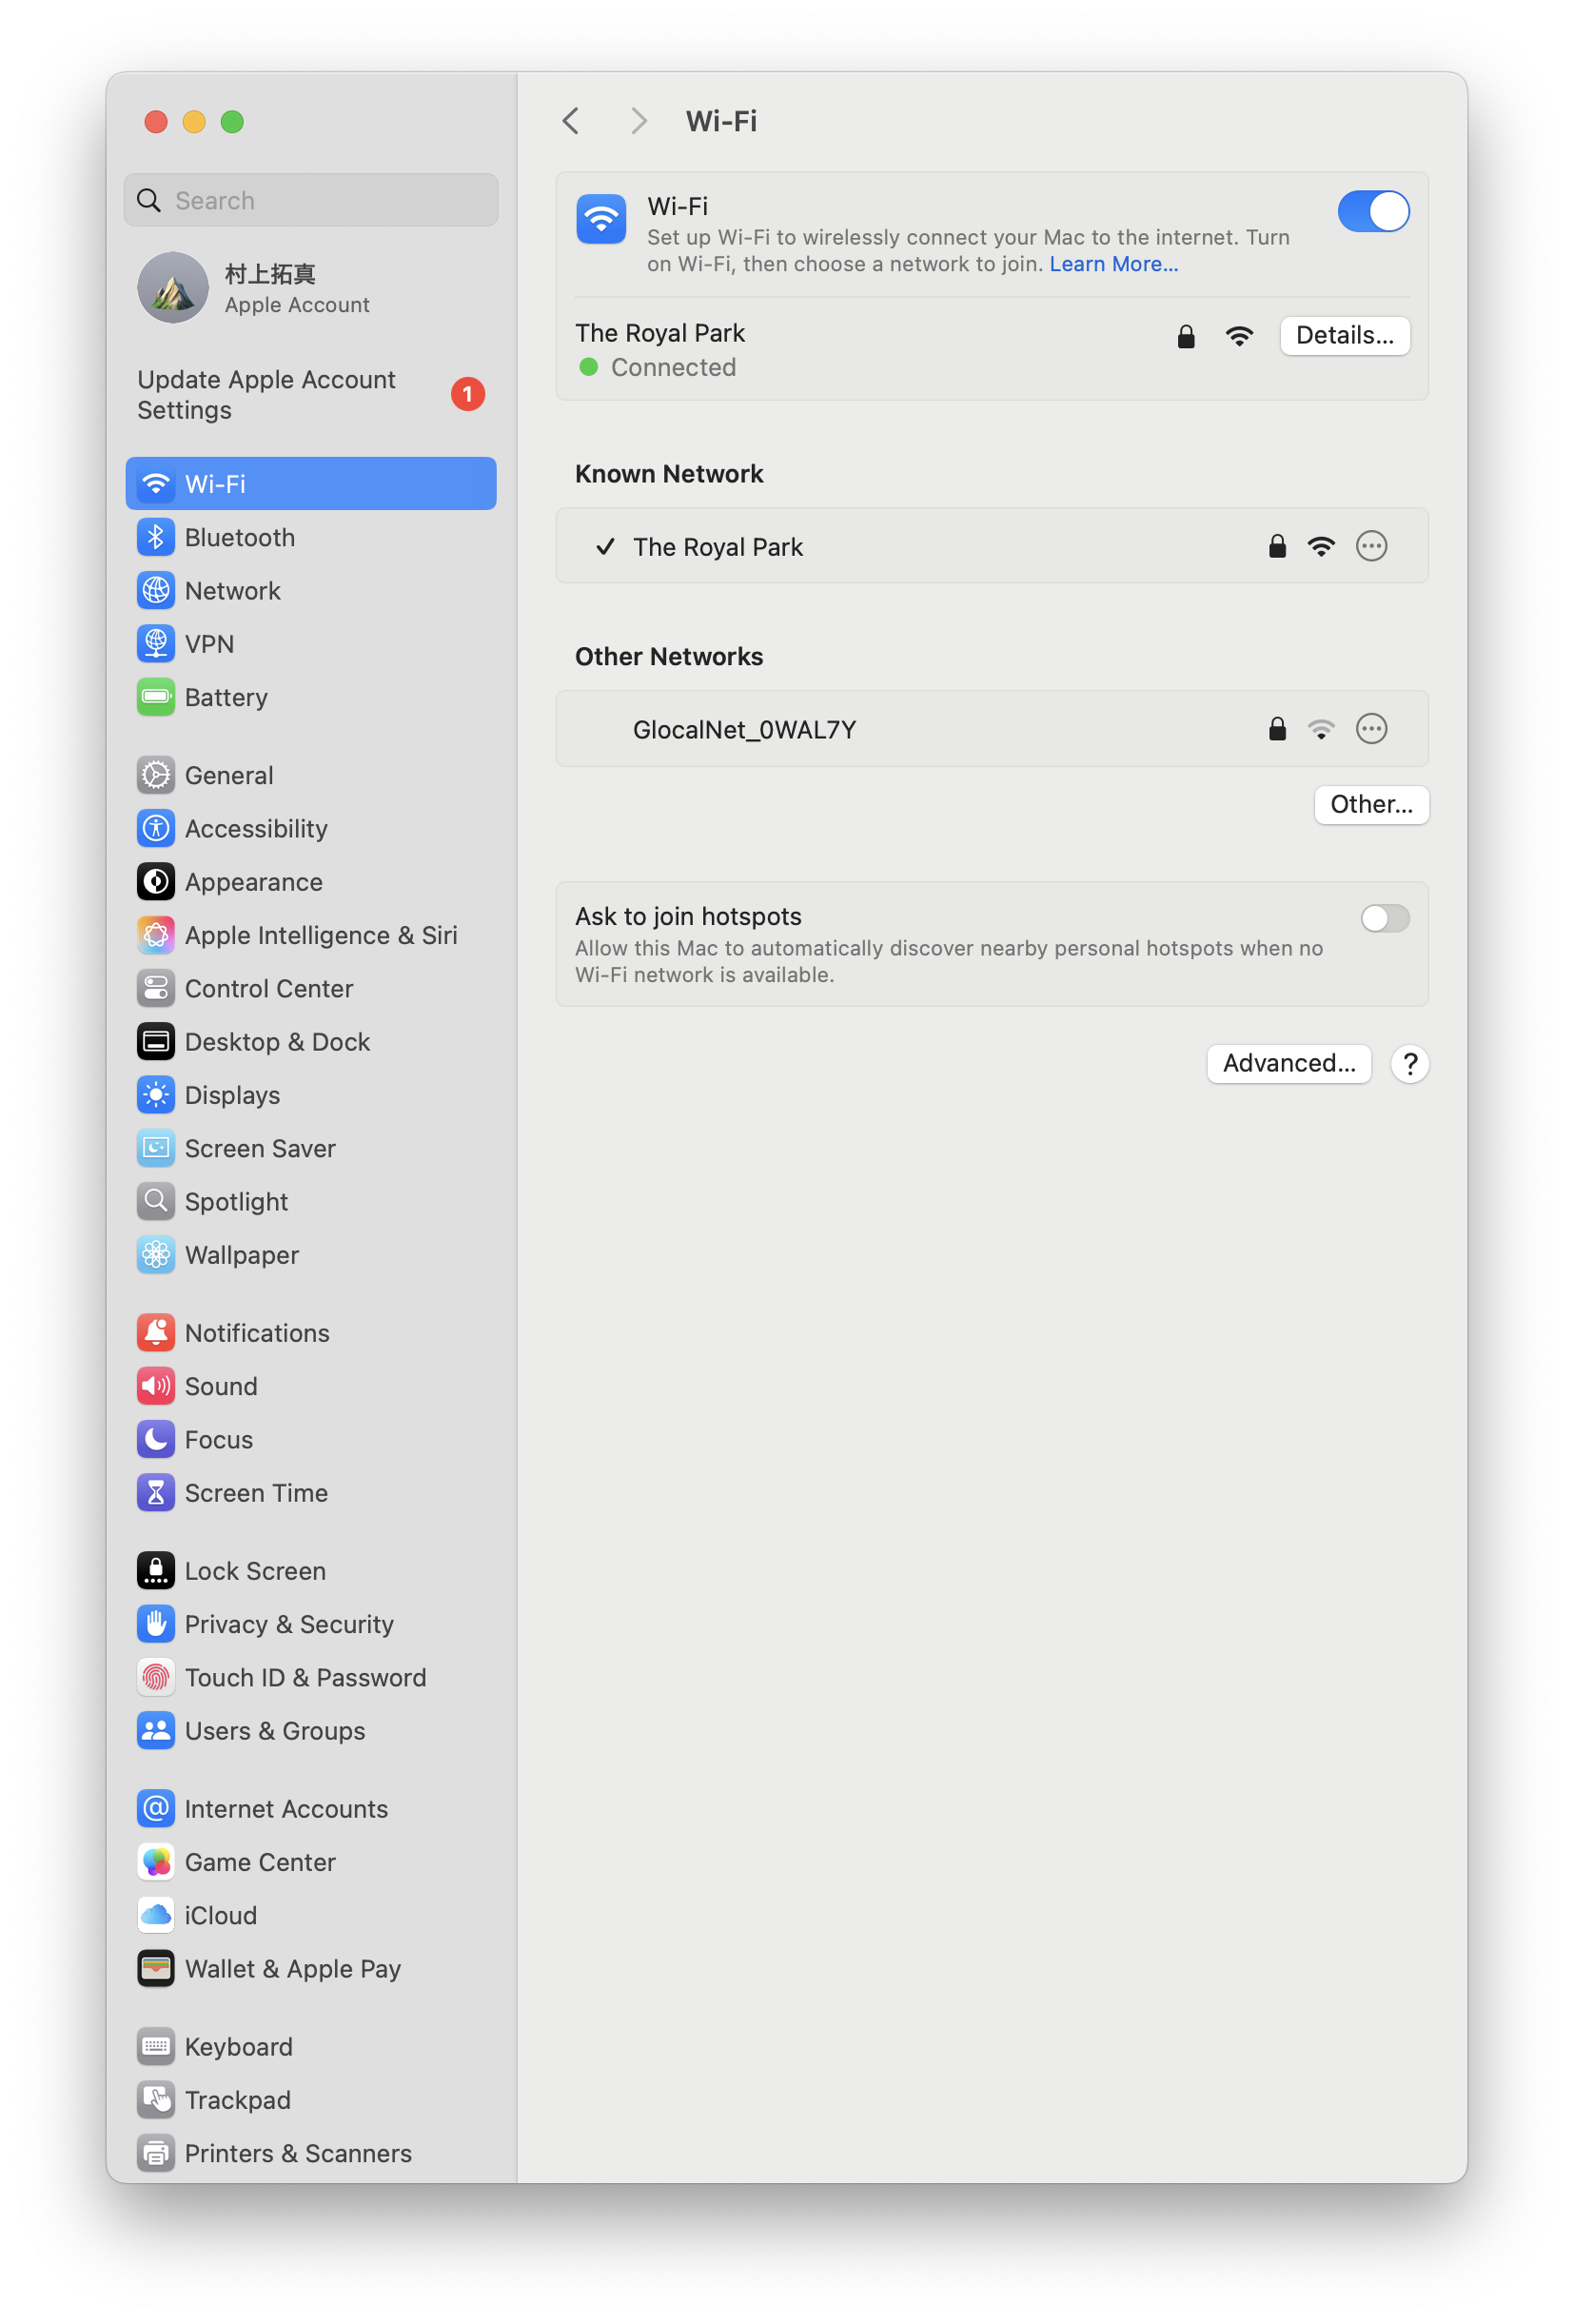 Search
村上拓真
Apple Account
Update Apple Account
Settings
1
Wi-Fi
Bluetooth
Network
VPN
Battery
General
Accessibility
Appearance
Apple Intelligence & Siri
Control Center
Desktop & Dock
Displays
Screen Saver
Spotlight
Wallpaper
Notifications
Sound
Focus
Screen Time
Lock Screen
Privacy & Security
Touch ID & Password
Users & Groups
Internet Accounts
Game Center
iCloud
Wallet & Apple Pay
Keyboard
Trackpad
Printers & Scanners
Wi-Fi
Wi-Fi
Set up Wi-Fi to wirelessly connect your Mac to the internet. Turn
on Wi-Fi, then choose a network to join. Learn More...
The Royal Park
Details...
Connected
Known Network
The Royal Park
Other Networks
GlocalNet_0WAL7Y
Other...
Ask to join hotspots
Allow this Mac to automatically discover nearby personal hotspots when no
Wi-Fi network is available.
Advanced...
?